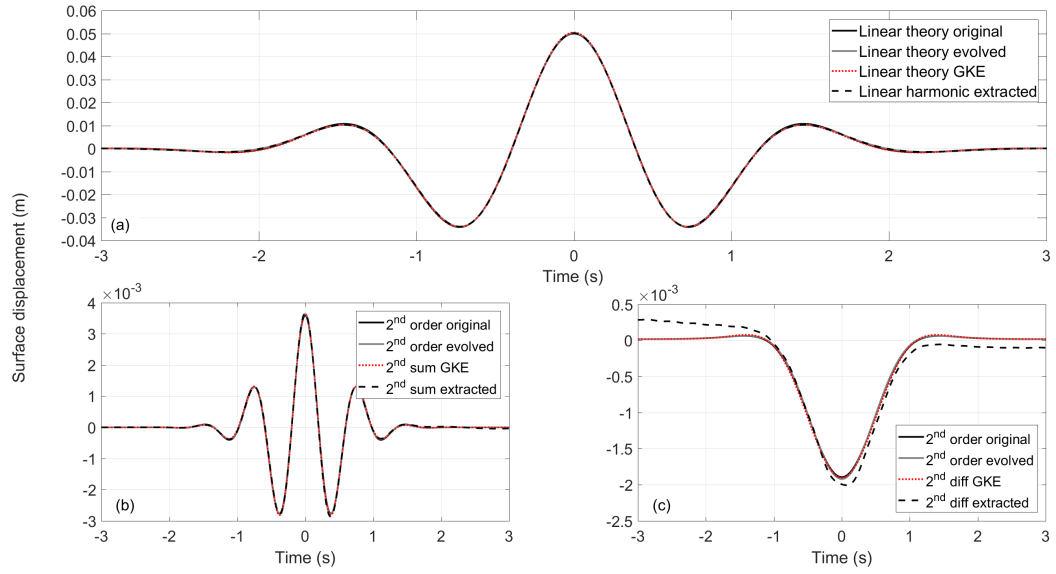 0.06
0.05
0.04
0.03
0.02
0.01
0
-0.01
-0.02
-0.03
-0.04
Linear theory original
Linear theory evolved
Linear theory GKE
Linear harmonic extracted
(a)
-3 -2 -1 0 1 2 3
Time (s)
Surface displacement (m)
×10⁻³
4
3
2
1
0
-1
-2
-3
2nd order original
2nd order evolved
2nd sum GKE
2nd sum extracted
(b)
-3 -2 -1 0 1 2 3
Time (s)
×10⁻³
0.5
0
-0.5
-1
-1.5
-2
-2.5
2nd order original
2nd order evolved
2nd diff GKE
2nd diff extracted
(c)
-3 -2 -1 0 1 2 3
Time (s)